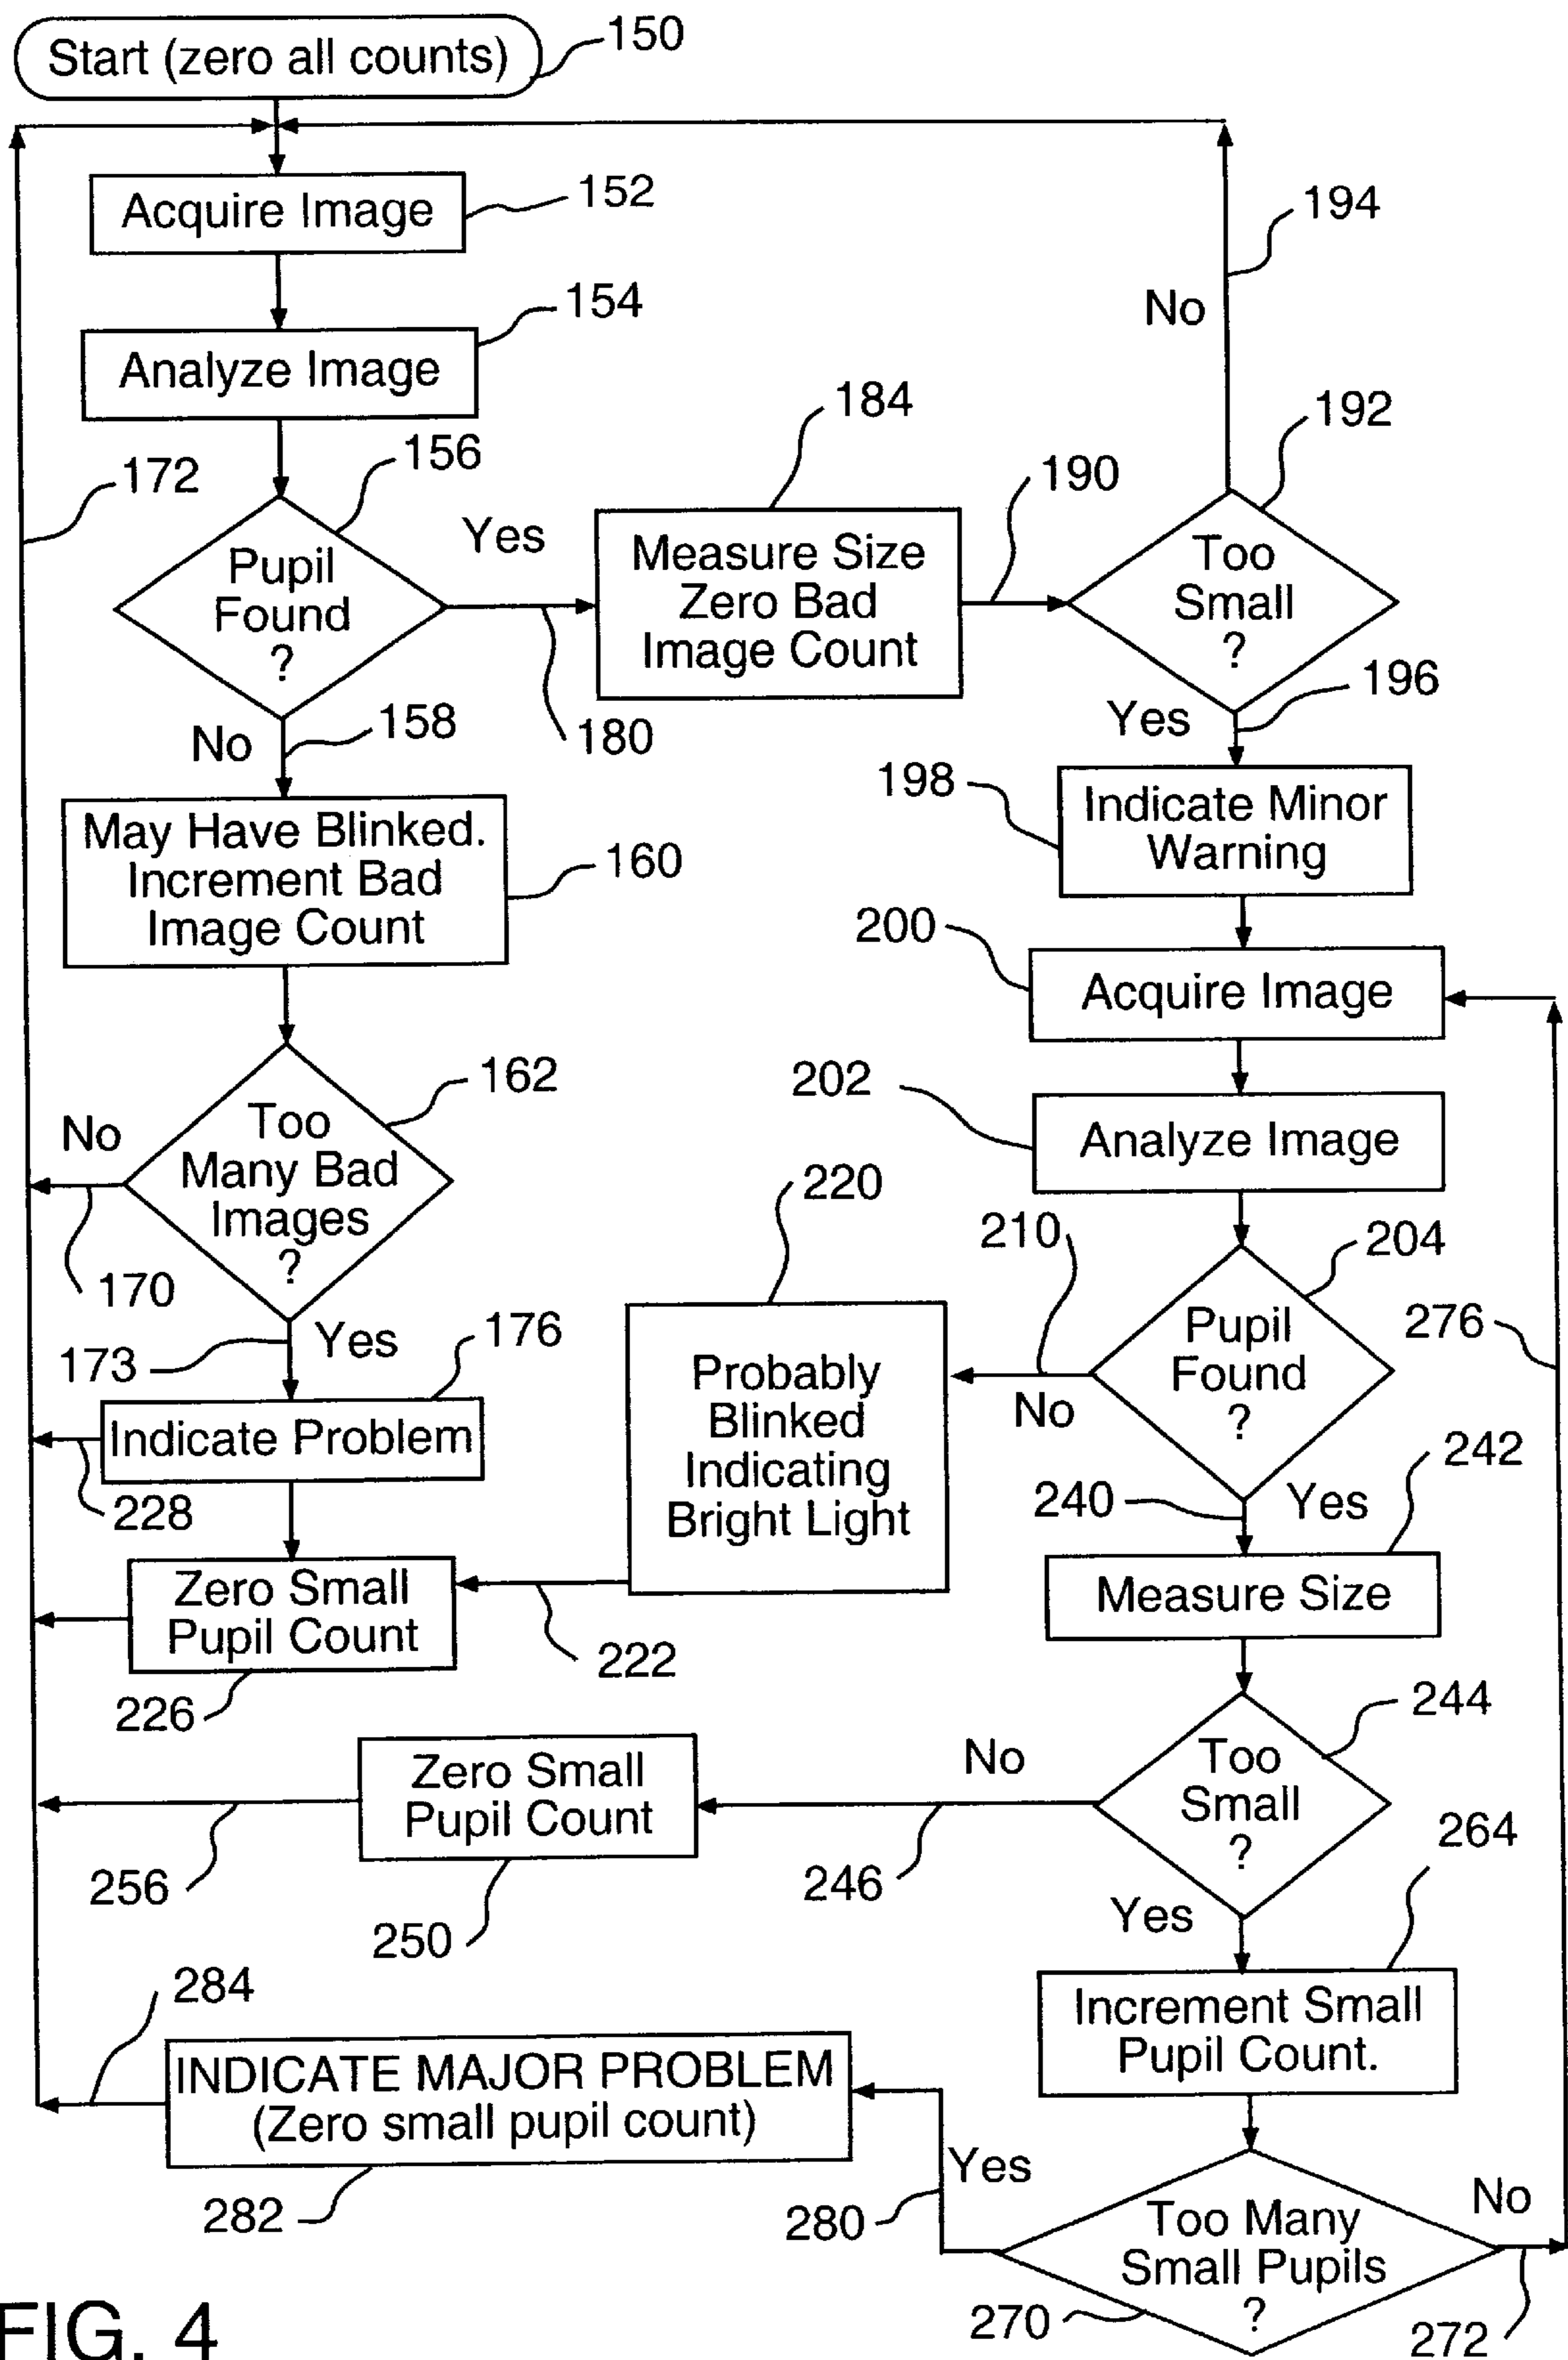 Start (zero all counts)
150
Acquire Image
152
194
No
Analyze Image
154
172
156
184
190
192
Pupil
Found
?
Yes
180
Measure Size
Zero Bad
Image Count
Too
Small
?
No
158
Yes
196
May Have Blinked.
Increment Bad
Image Count
160
198
Indicate Minor
Warning
200
Acquire Image
162
Too
Many Bad
Images
?
No
170
202
Analyze Image
220
210
204
276
173
Yes
176
Indicate Problem
228
Probably
Blinked
Indicating
Bright Light
No
Pupil
Found
?
240
Yes
242
Measure Size
Zero Small
Pupil Count
226
222
244
Too
Small
?
No
246
Zero Small
Pupil Count
256
250
264
Yes
Increment Small
Pupil Count.
284
INDICATE MAJOR PROBLEM
(Zero small pupil count)
282
Yes
280
Too Many
Small Pupils
?
No
270
272
FIG. 4